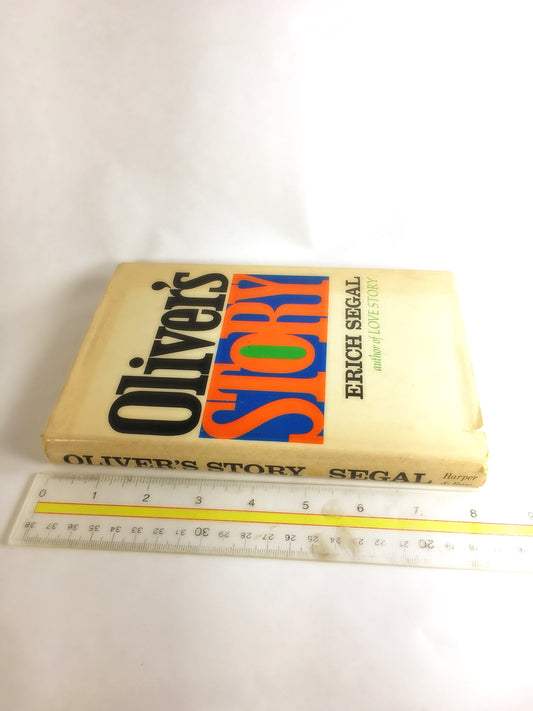 Oliver's
STORY
ERICH SEGAL
author of LOVE STORY
OLIVER'S STORY SEGAL Harper
0 1 2 3 4 5 6 7 8 9
38 37 36 35 34 33 32 31 30 29 28 27 26 25 24 23 22 21 20 19 18